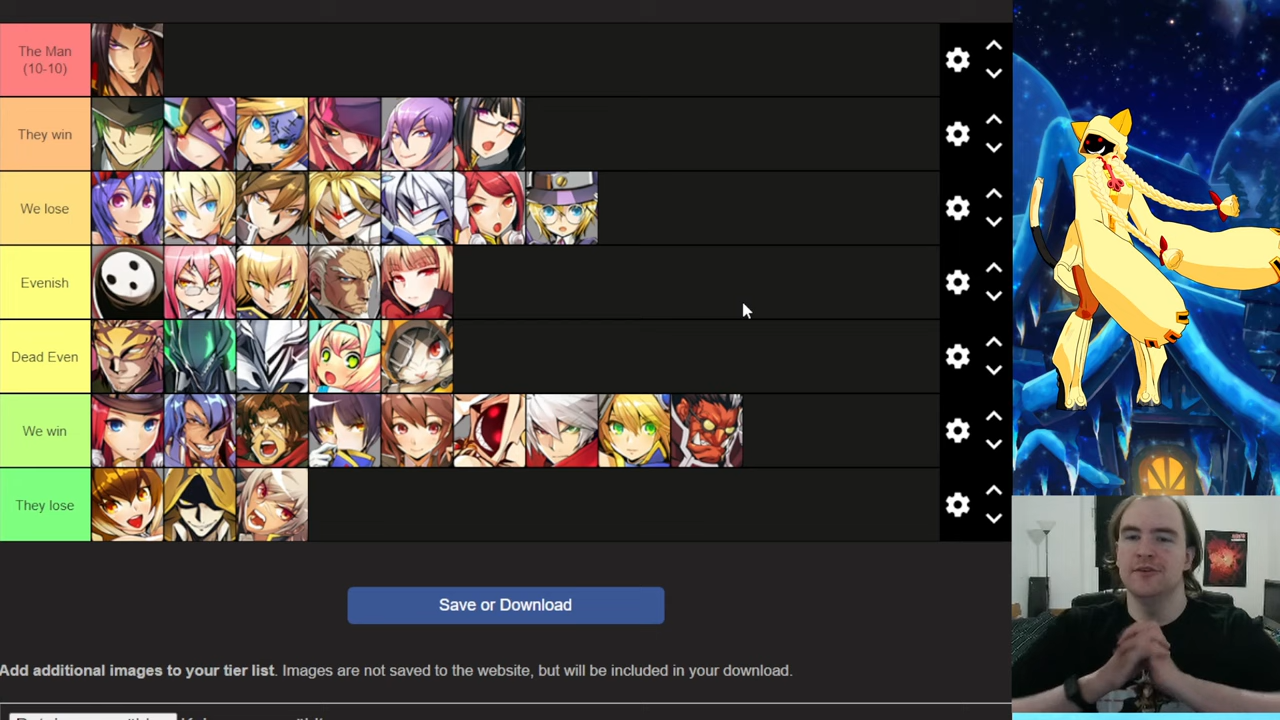 The Man
(10-10)
They win
We lose
Evenish
Dead Even
We win
They lose
Save or Download
Add additional images to your tier list. Images are not saved to the website, but will be included in your download.